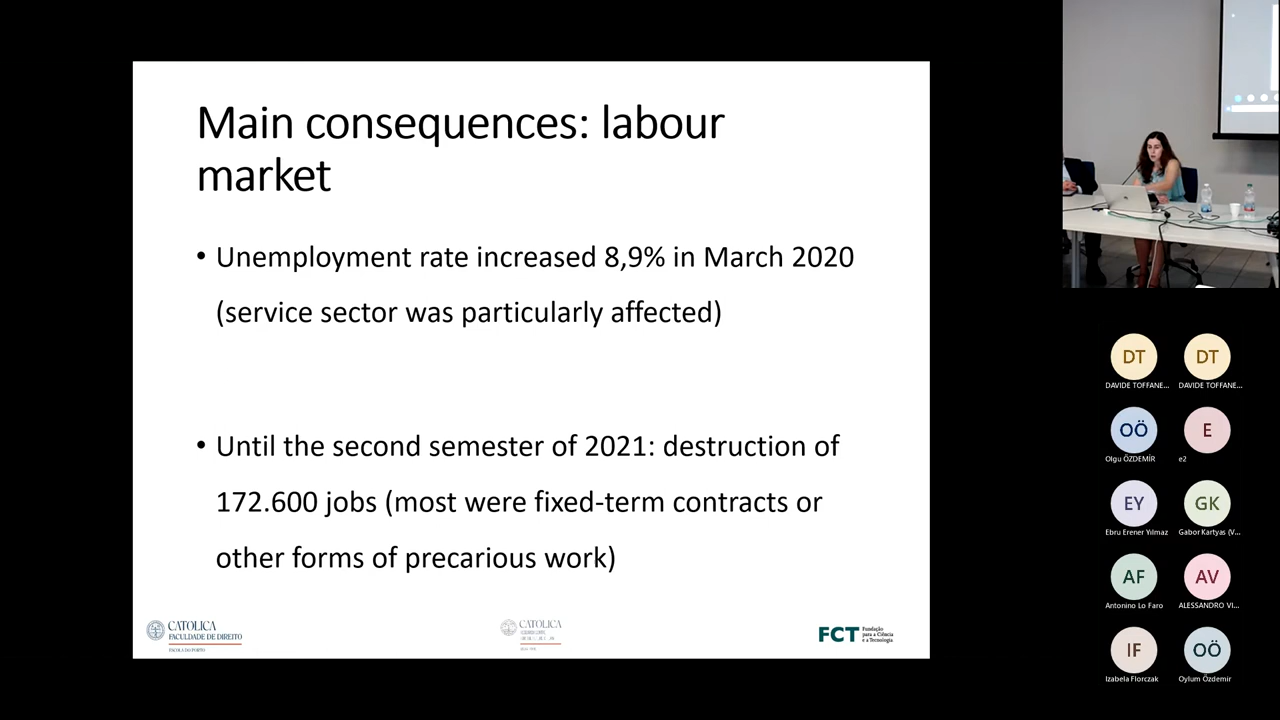 Main consequences: labour
market
• Unemployment rate increased 8,9% in March 2020
(service sector was particularly affected)
• Until the second semester of 2021: destruction of
172.600 jobs (most were fixed-term contracts or
other forms of precarious work)
CATOLICA
FACULDADE DE DIREITO
ESCOLA DO PORTO
CATOLICA
FCT Fundação
para a Ciência
e a Tecnologia
DT DT
DAVIDE TOFFANE... DAVIDE TOFFANE...
OÖ E
Olgu ÖZDEMİR e2
EY GK
Ebru Erener Yılmaz Gabor Kartyas (V...
AF AV
Antonino Lo Faro ALESSANDRO VI...
IF OÖ
Izabela Florczak Oylum Özdemir